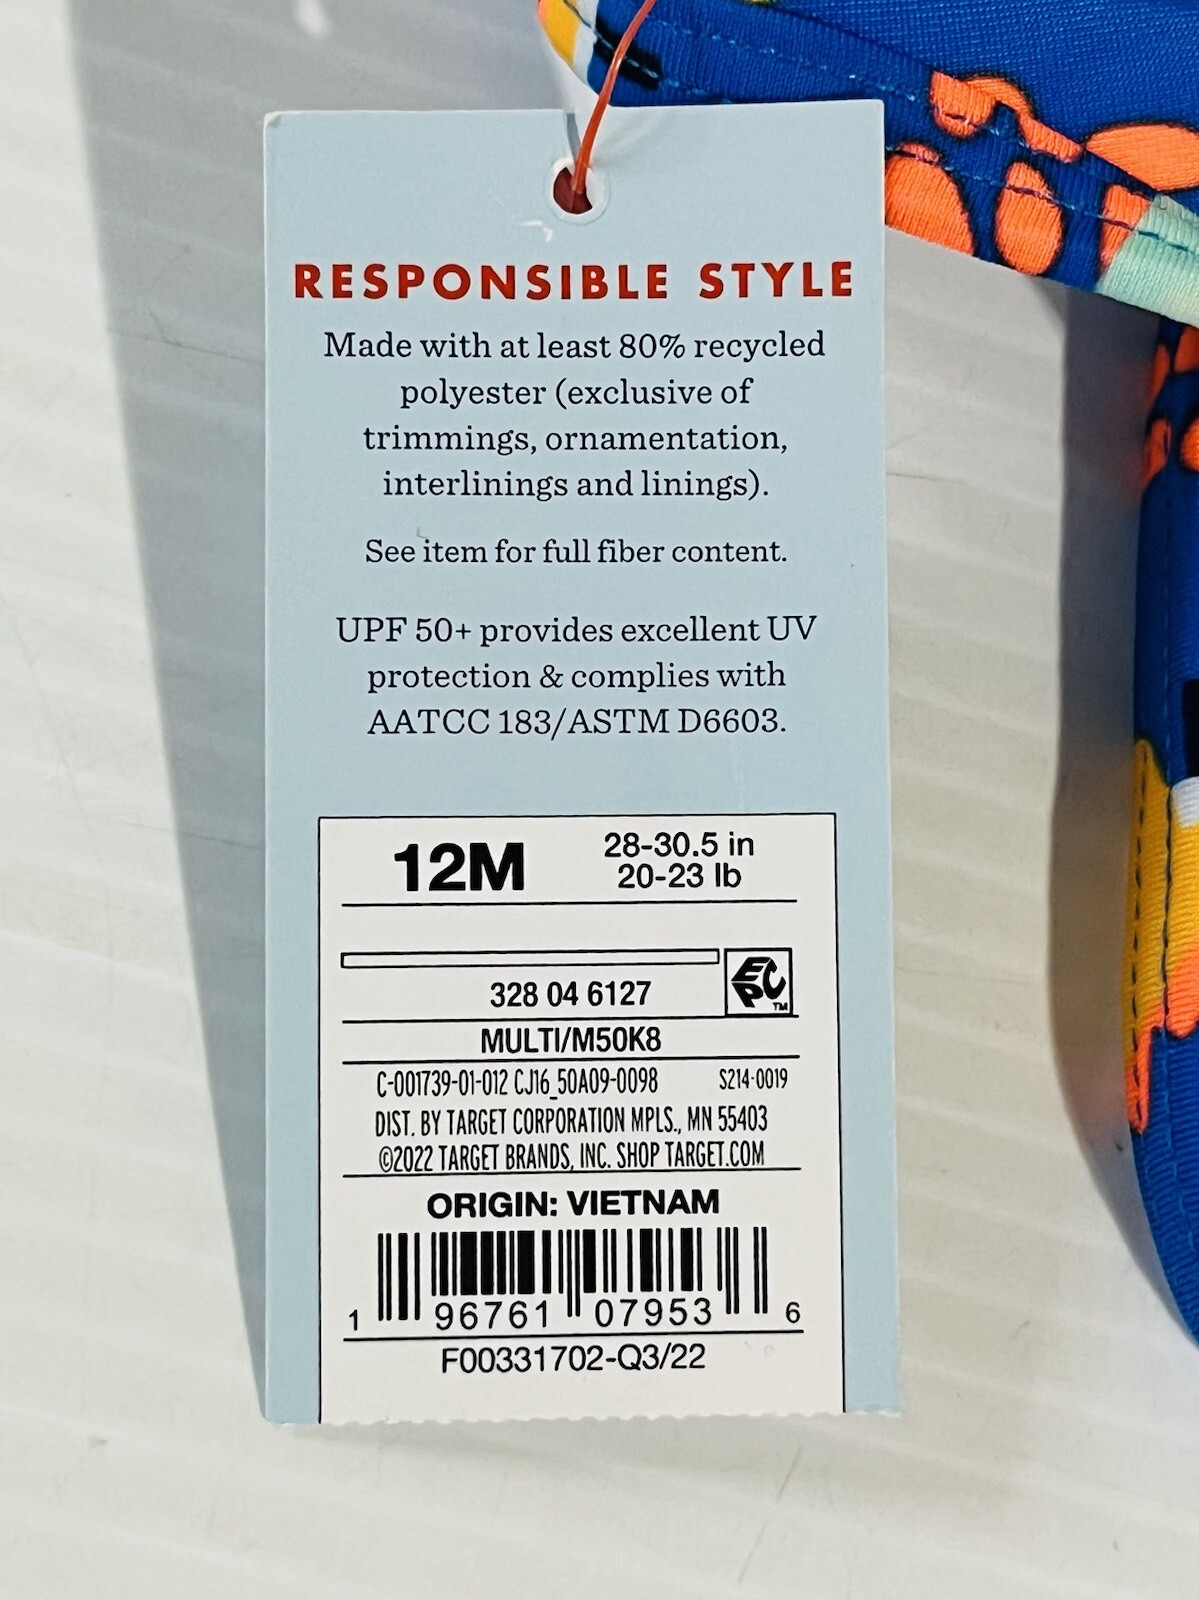 RESPONSIBLE STYLE
Made with at least 80% recycled
polyester (exclusive of
trimmings, ornamentation,
interlinings and linings).
See item for full fiber content.
UPF 50+ provides excellent UV
protection & complies with
AATCC 183/ASTM D6603.
12M
28-30.5 in
20-23 lb
328 04 6127
EPC TM
MULTI/M50K8
C-001739-01-012 CJ16_50A09-0098 S214-0019
DIST. BY TARGET CORPORATION MPLS., MN 55403
©2022 TARGET BRANDS, INC. SHOP TARGET.COM
ORIGIN: VIETNAM
1 96761 07953 6
F00331702-Q3/22